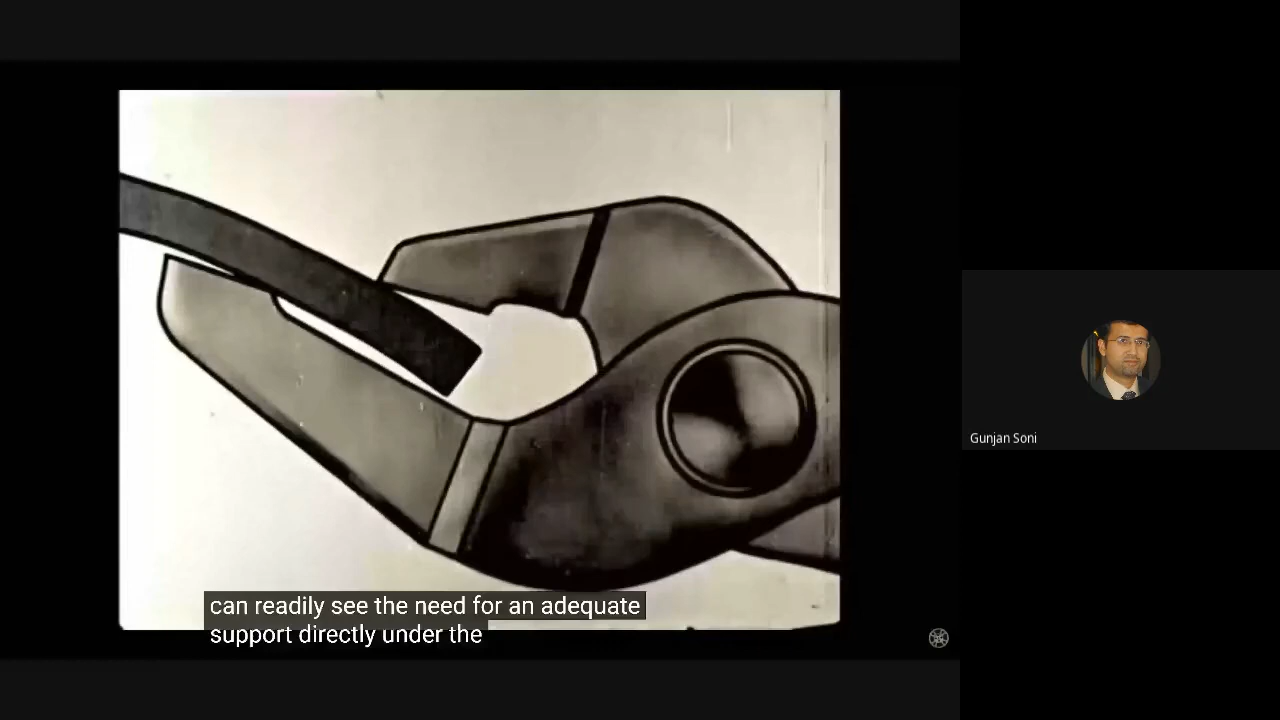 can readily see the need for an adequate
support directly under the
Gunjan Soni